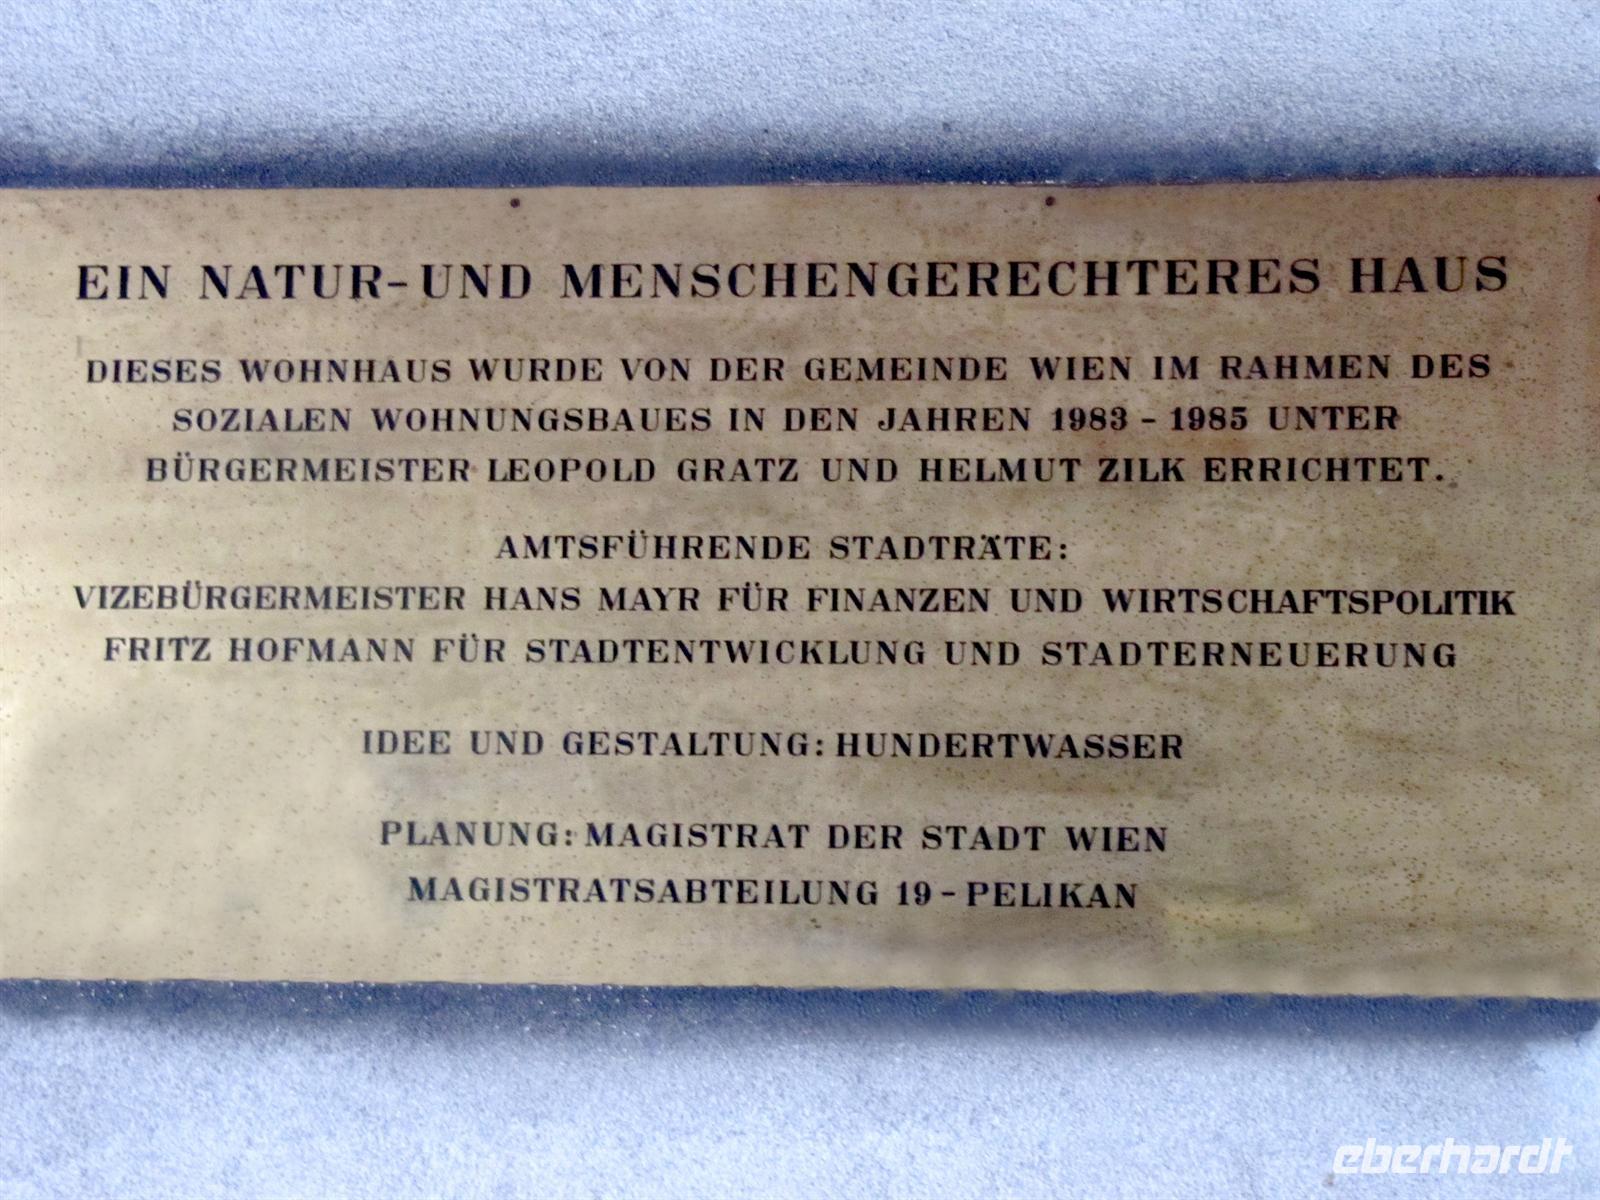 EIN NATUR-UND MENSCHENGERECHTERES HAUS
DIESES WOHNHAUS WURDE VON DER GEMEINDE WIEN IM RAHMEN DES
SOZIALEN WOHNUNGSBAUES IN DEN JAHREN 1983 - 1985 UNTER
BÜRGERMEISTER LEOPOLD GRATZ UND HELMUT ZILK ERRICHTET.
AMTSFÜHRENDE STADTRÄTE:
VIZEBÜRGERMEISTER HANS MAYR FÜR FINANZEN UND WIRTSCHAFTSPOLITIK
FRITZ HOFMANN FÜR STADTENTWICKLUNG UND STADTERNEUERUNG
IDEE UND GESTALTUNG: HUNDERTWASSER
PLANUNG: MAGISTRAT DER STADT WIEN
MAGISTRATSABTEILUNG 19 - PELIKAN
eberhardt